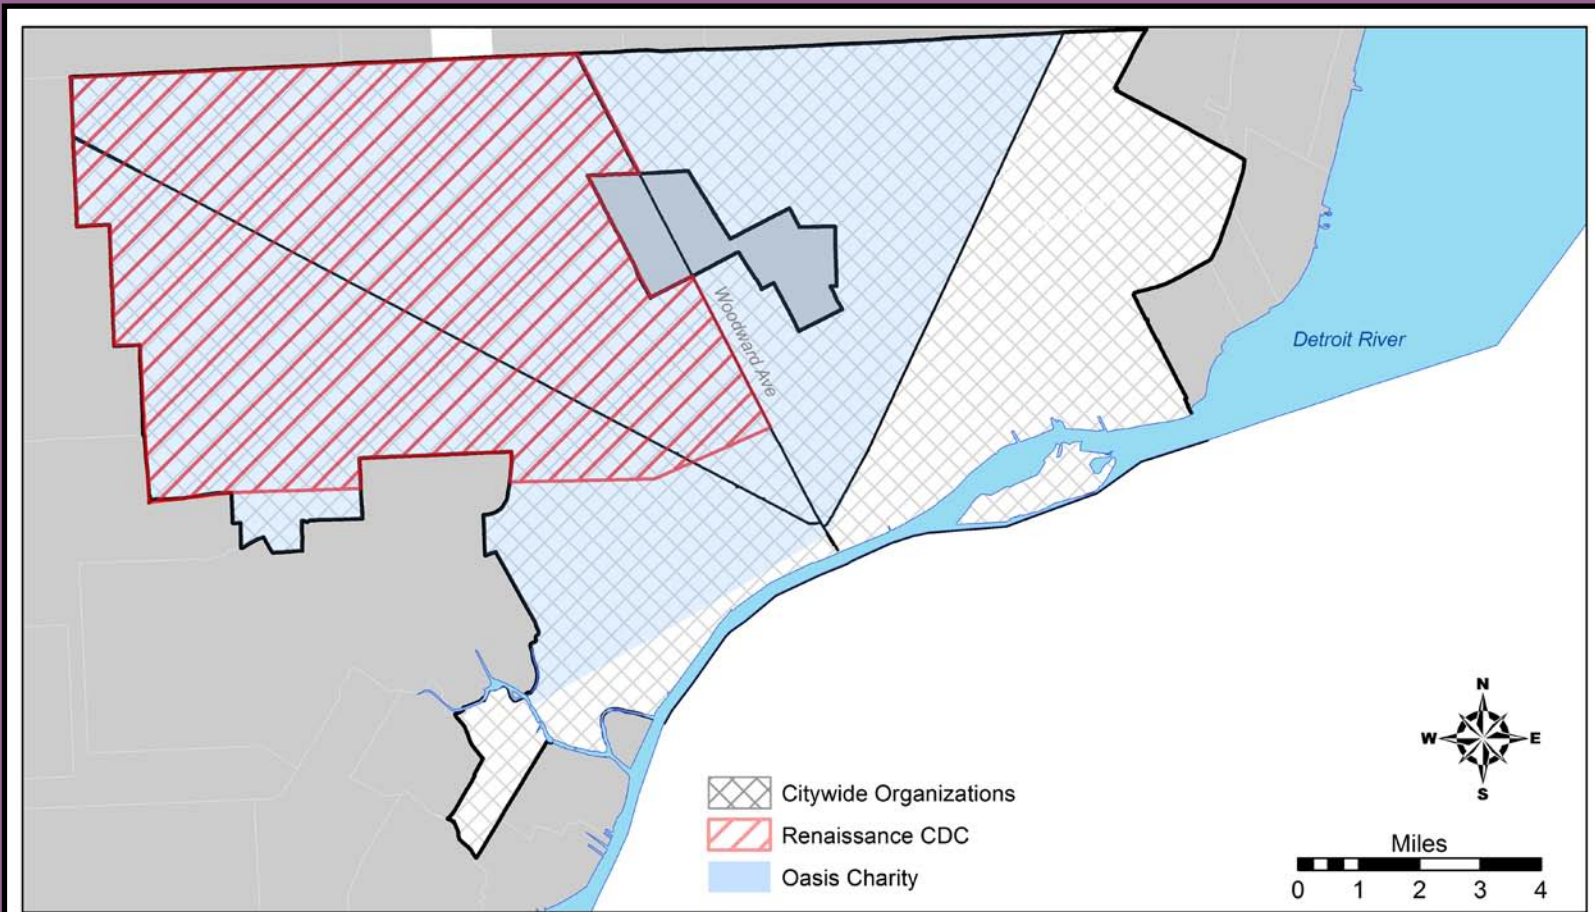 Woodward Ave
Detroit River
N
W
E
S
Citywide Organizations
Renaissance CDC
Oasis Charity
Miles
0 1 2 3 4